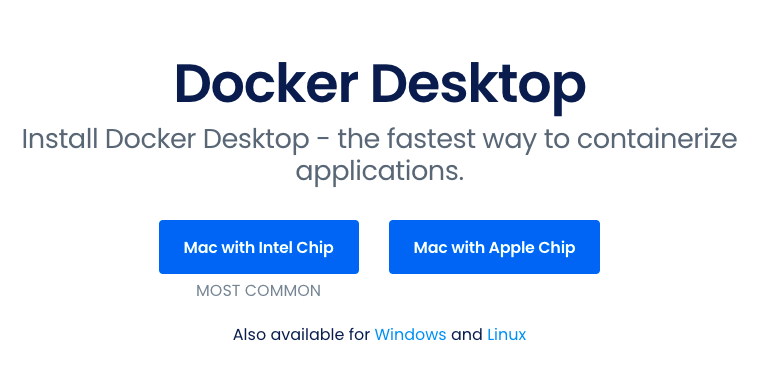 Docker Desktop
Install Docker Desktop - the fastest way to containerize
applications.
Mac with Intel Chip
Mac with Apple Chip
MOST COMMON
Also available for Windows and Linux